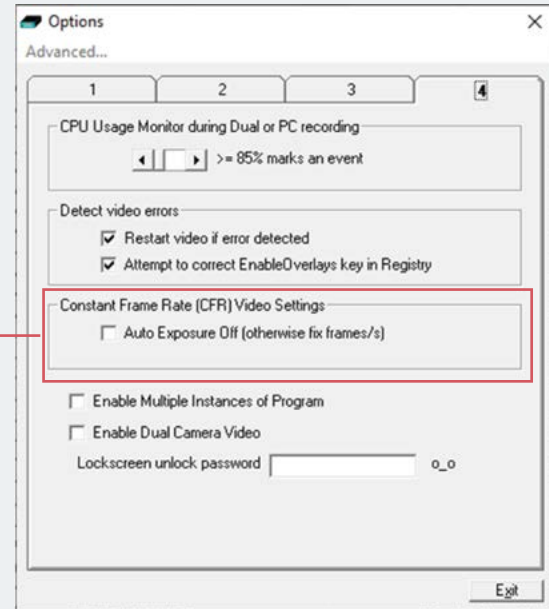 Options
Advanced...
1 2 3 4
CPU Usage Monitor during Dual or PC recording
>= 85% marks an event
Detect video errors
Restart video if error detected
Attempt to correct EnableOverlays key in Registry
Constant Frame Rate (CFR) Video Settings
Auto Exposure Off (otherwise fix frames/s)
Enable Multiple Instances of Program
Enable Dual Camera Video
Lockscreen unlock password o_o
Exit